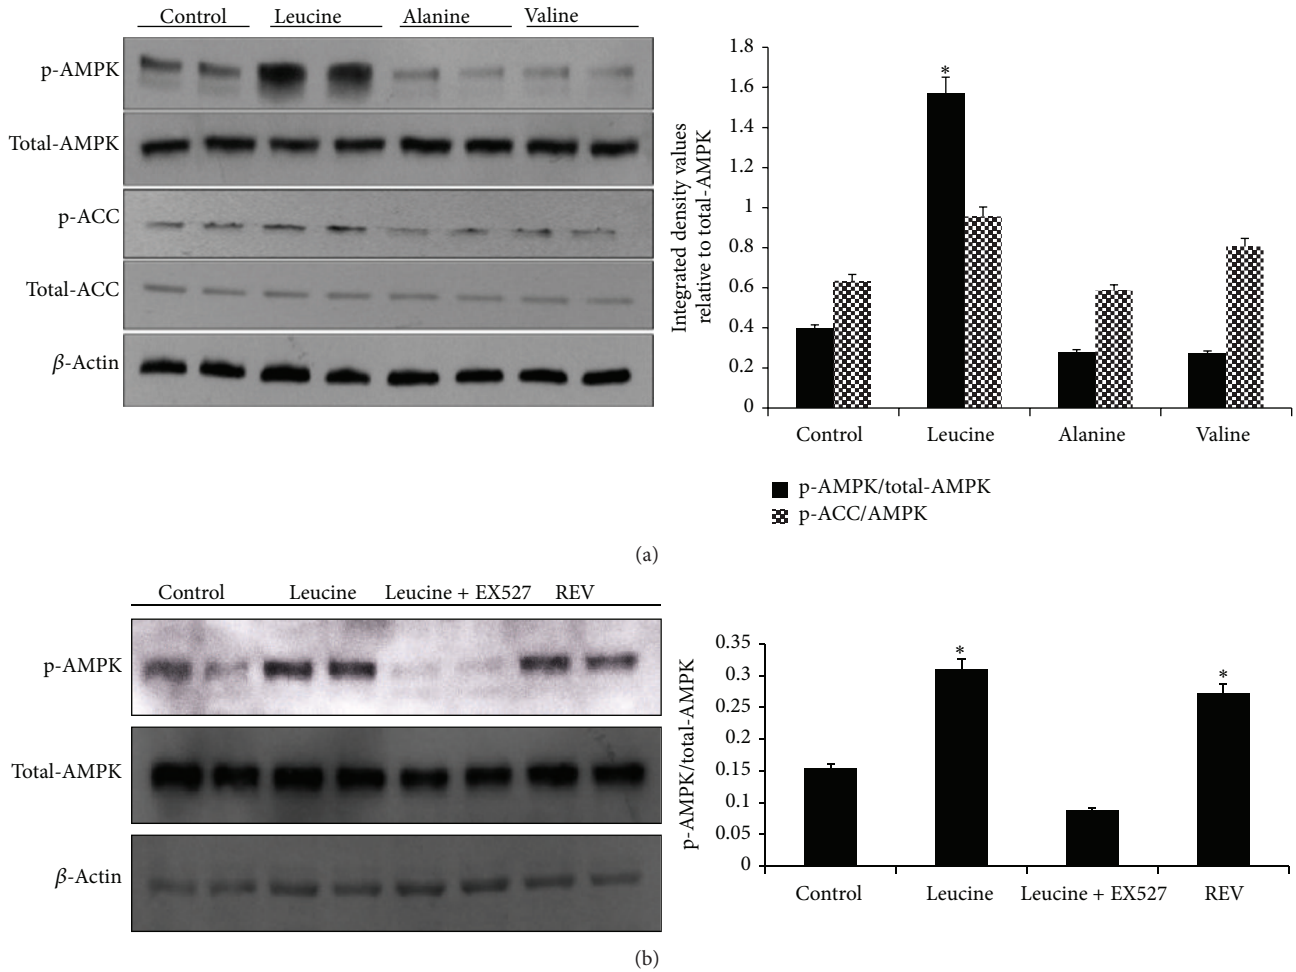 Control Leucine Alanine Valine
p-AMPK
Total-AMPK
p-ACC
Total-ACC
β-Actin
Integrated density values
relative to total-AMPK
1.8
1.6
1.4
1.2
1
0.8
0.6
0.4
0.2
0
*
Control Leucine Alanine Valine
p-AMPK/total-AMPK
p-ACC/AMPK
(a)
Control Leucine Leucine + EX527 REV
p-AMPK
Total-AMPK
β-Actin
p-AMPK/total-AMPK
0.35
0.3
0.25
0.2
0.15
0.1
0.05
0
* *
Control Leucine Leucine + EX527 REV
(b)